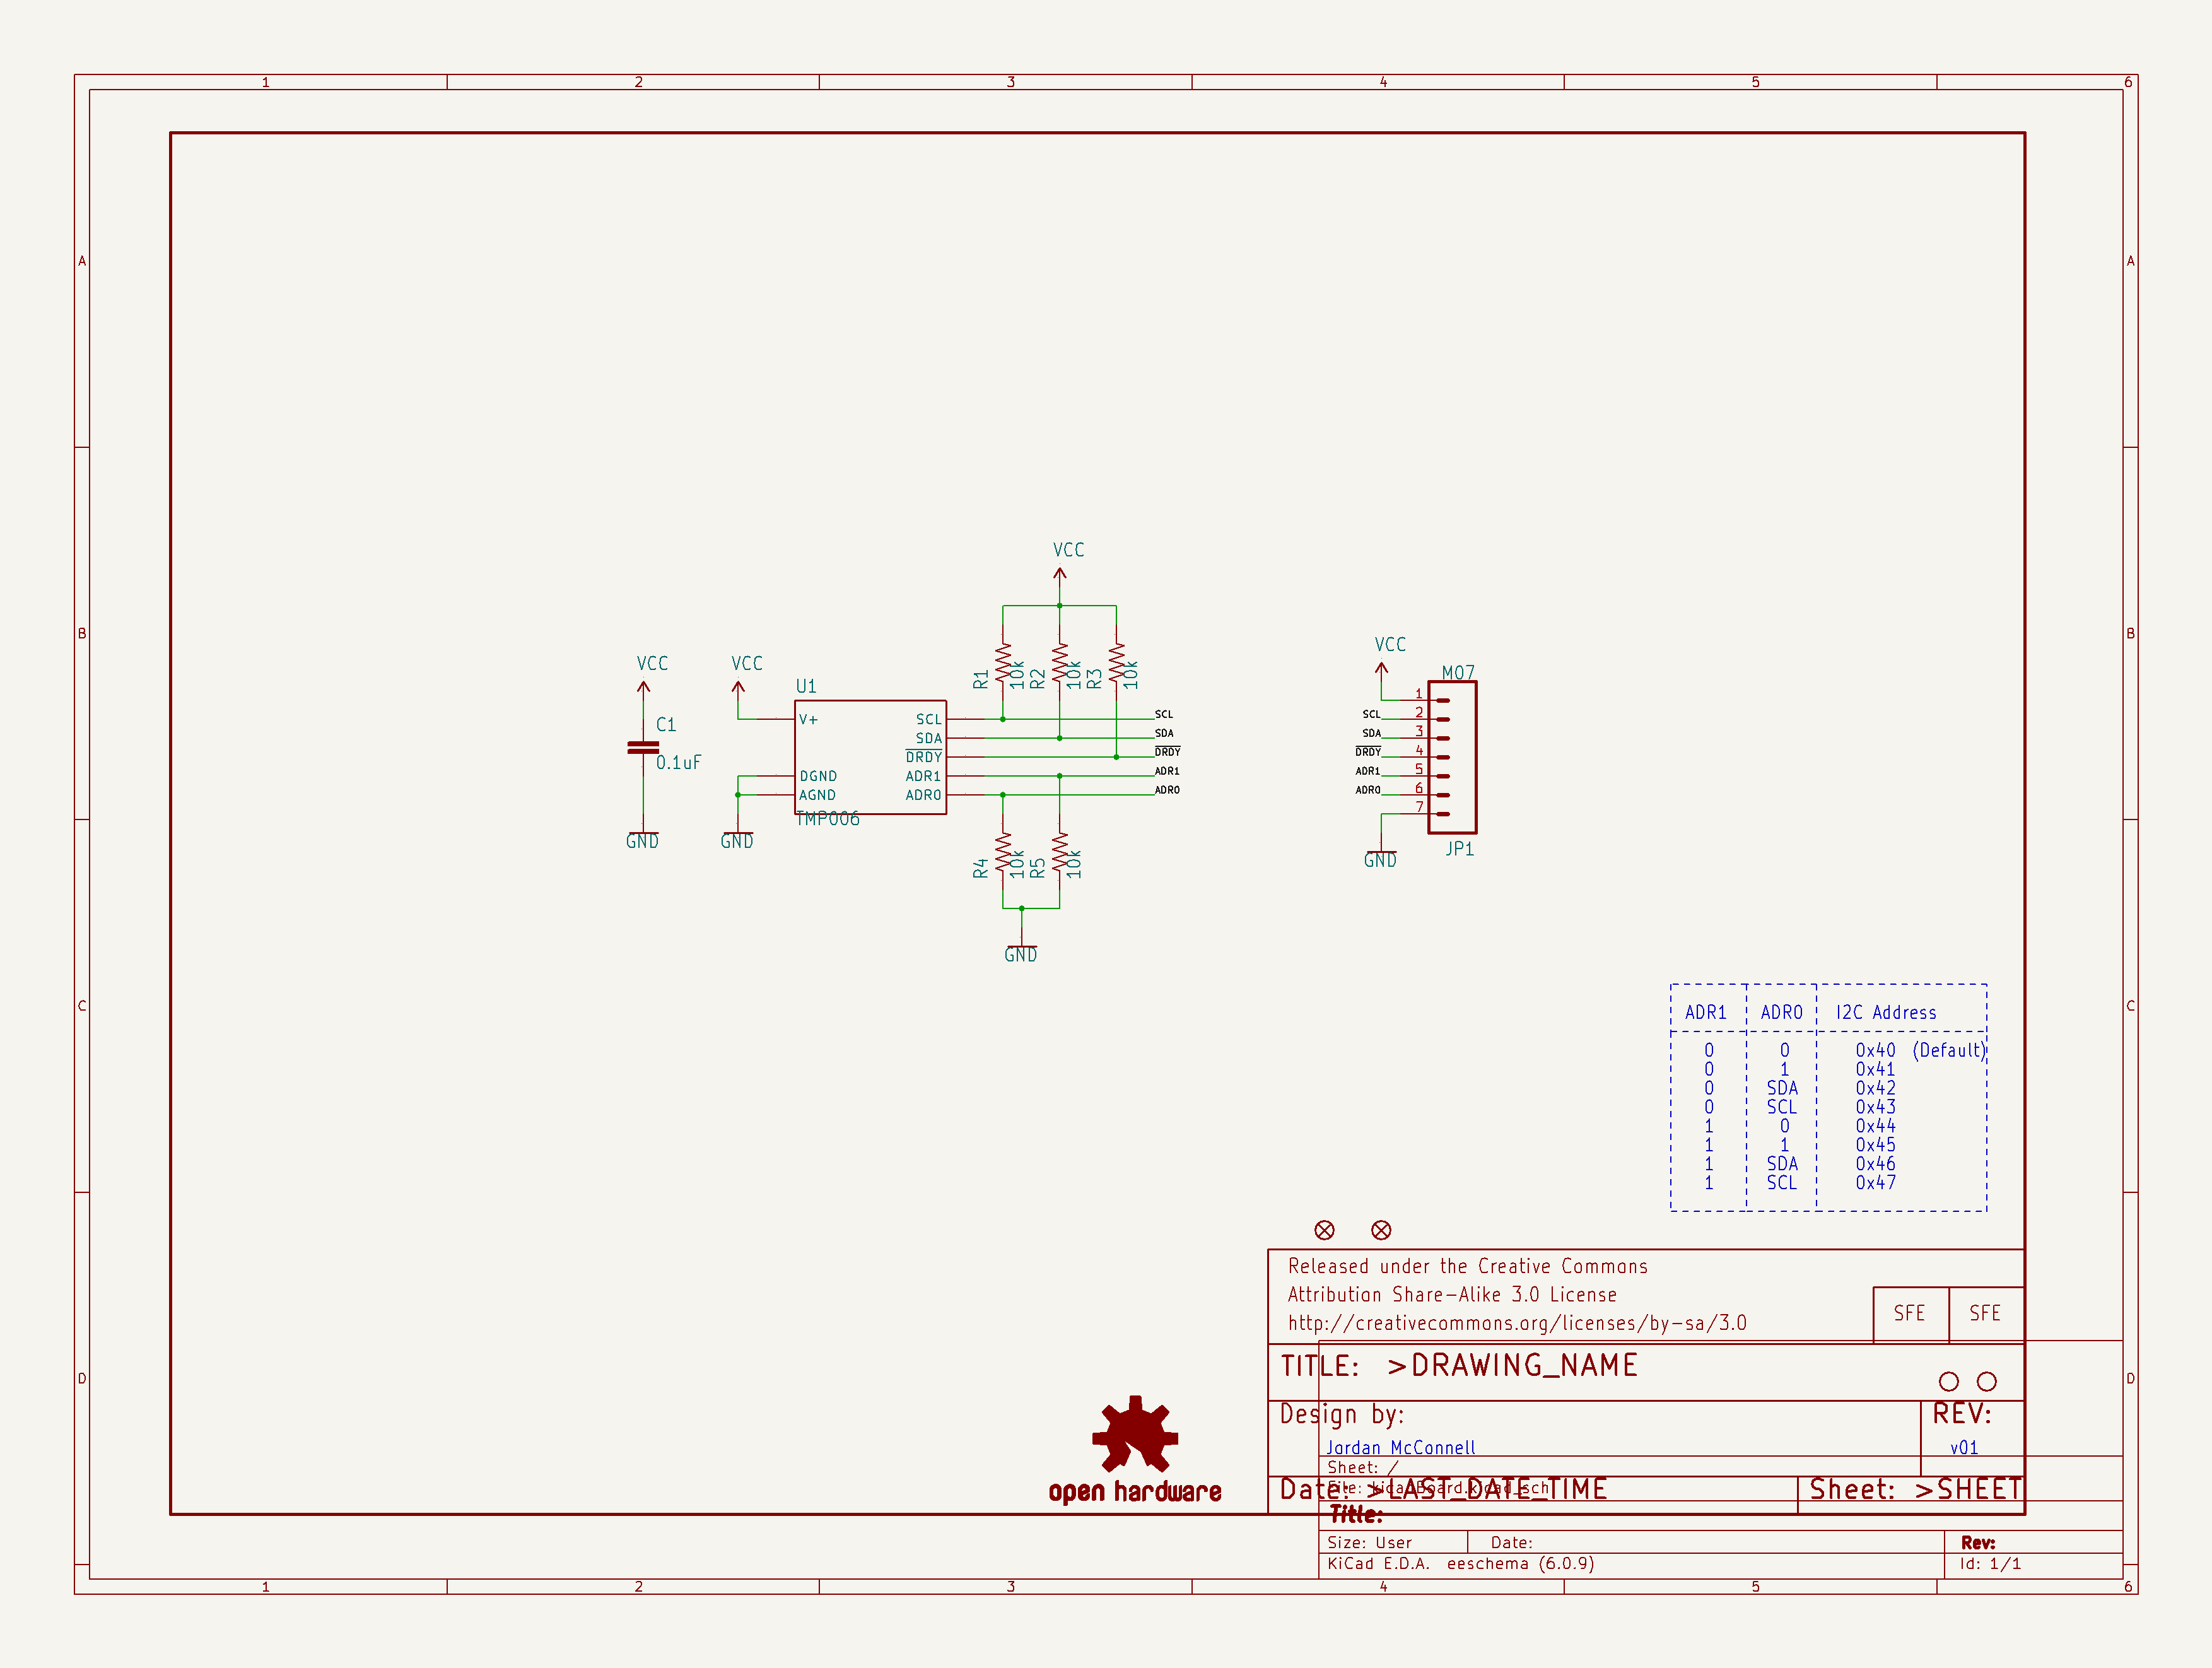 1 2 3 4 5 6
A A
VCC
B B
VCC
VCC VCC M07
U1
R1 10k R2 10k R3 10k
1
V+ SCL SCL SCL 2
C1
SDA SDA SDA 3
0.1uF
DRDY DRDY DRDY 4
DGND ADR1 ADR1 ADR1 5
AGND ADR0 ADR0 ADR0 6
7
TMP006
GND GND JP1
GND
R4 10k R5 10k
GND
C C
ADR1 ADR0 I2C Address
0 0 0x40 (Default)
0 1 0x41
0 SDA 0x42
0 SCL 0x43
1 0 0x44
1 1 0x45
1 SDA 0x46
1 SCL 0x47
Released under the Creative Commons
Attribution Share-Alike 3.0 License
http://creativecommons.org/licenses/by-sa/3.0
SFE SFE
TITLE: >DRAWING_NAME
D D
Design by: REV:
Jordan McConnell v01
Sheet: /
File: kicadBoard.kicad_sch
Date: >LAST_DATE_TIME Sheet: >SHEET
open hardware
Title:
Size: User Date: Rev:
KiCad E.D.A. eeschema (6.0.9) Id: 1/1
1 2 3 4 5 6